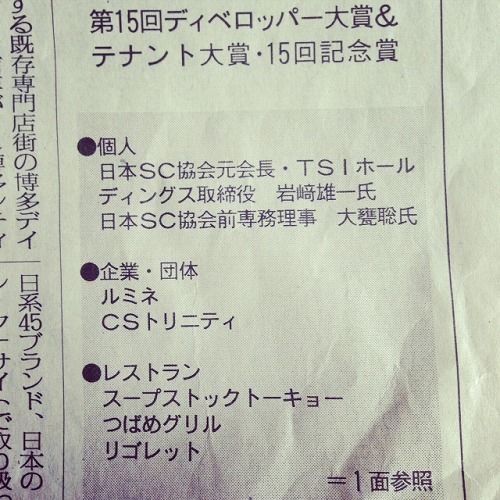 第15回ディベロッパー大賞&
テナント大賞・15回記念賞
●個人
日本SC協会元会長・TSIホール
ディングス取締役　岩﨑雄一氏
日本SC協会前専務理事　大甕聡氏
●企業・団体
ルミネ
CSトリニティ
●レストラン
スープストックトーキョー
つばめグリル
リゴレット
＝1面参照
する既存専門店街の博多デイ
日系45ブランド、日本の